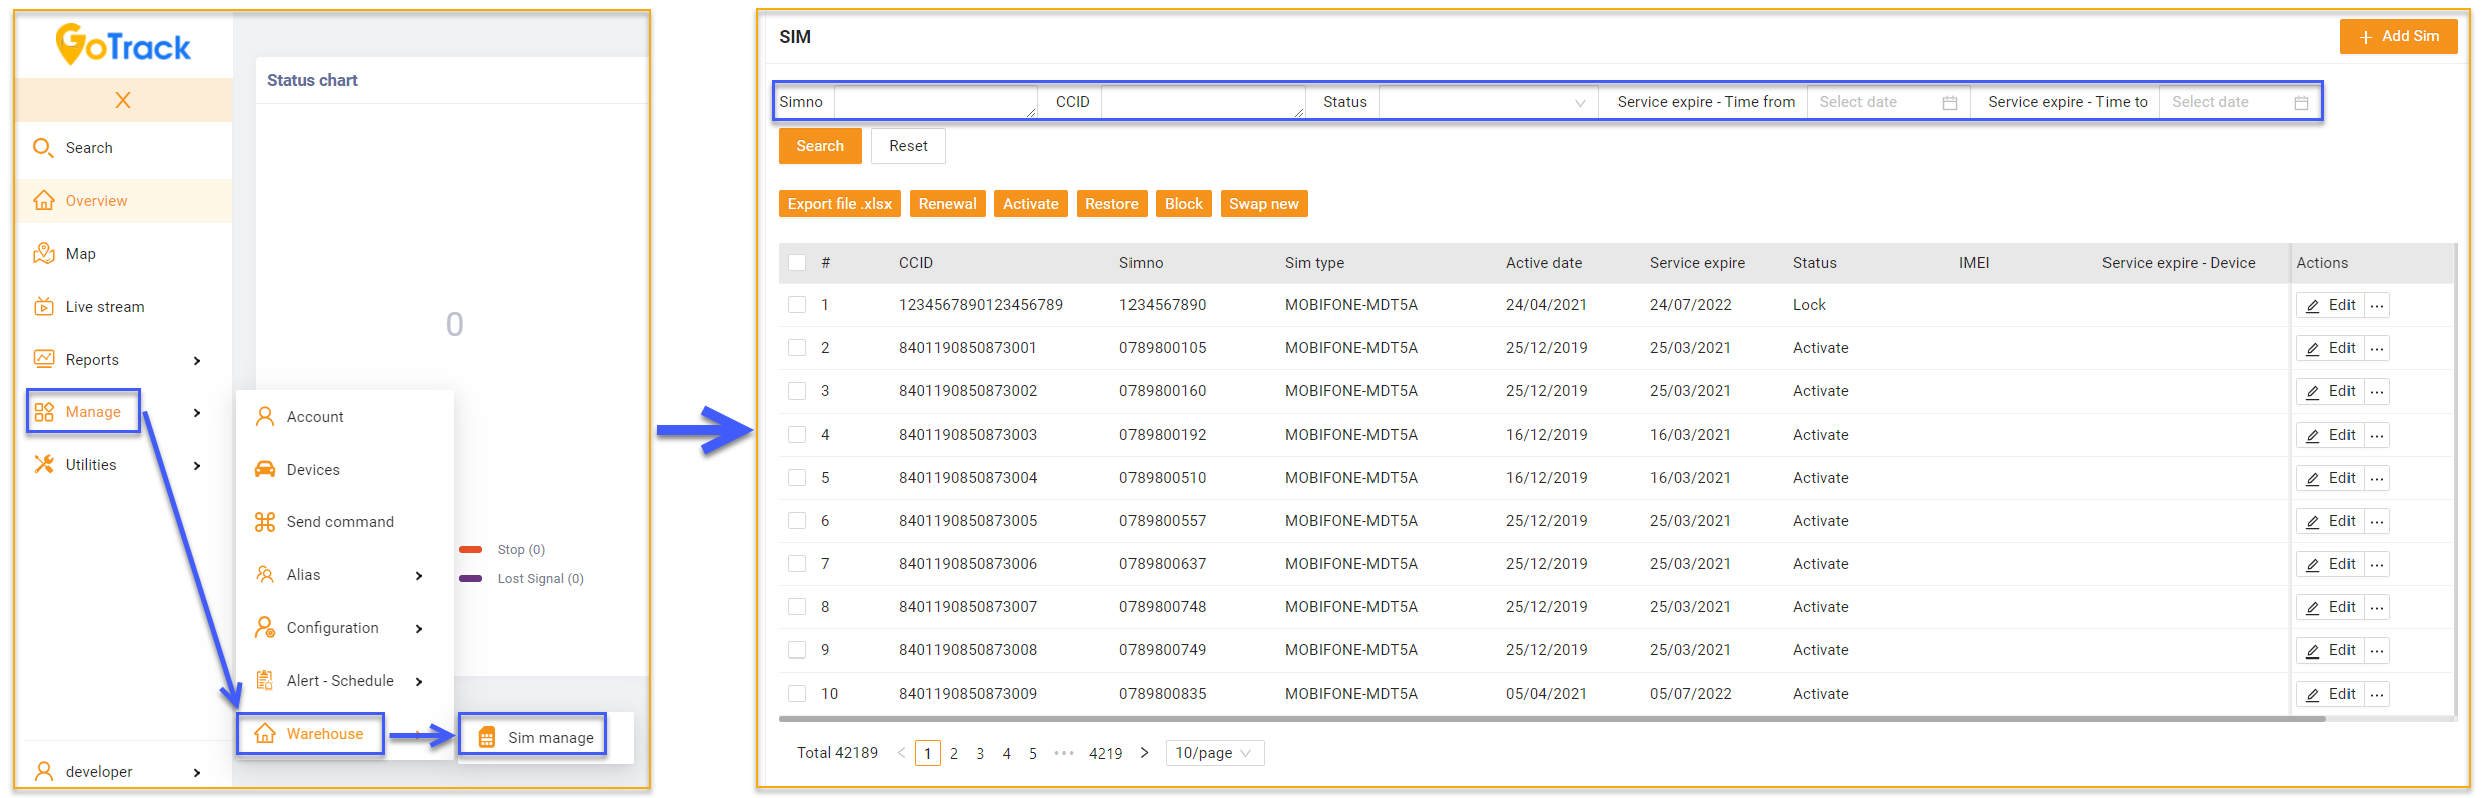 GoTrack
X
Search
Overview
Map
Live stream
Reports
Manage
Utilities
developer
Status chart
0
Stop (0)
Lost Signal (0)
Account
Devices
Send command
Alias
Configuration
Alert - Schedule
Warehouse
Sim manage
SIM
+ Add Sim
Simno CCID Status Service expire - Time from Select date Service expire - Time to Select date
Search Reset
Export file .xlsx Renewal Activate Restore Block Swap new
# CCID Simno Sim type Active date Service expire Status IMEI Service expire - Device Actions
1 1234567890123456789 1234567890 MOBIFONE-MDT5A 24/04/2021 24/07/2022 Lock Edit ...
2 8401190850873001 0789800105 MOBIFONE-MDT5A 25/12/2019 25/03/2021 Activate Edit ...
3 8401190850873002 0789800160 MOBIFONE-MDT5A 25/12/2019 25/03/2021 Activate Edit ...
4 8401190850873003 0789800192 MOBIFONE-MDT5A 16/12/2019 16/03/2021 Activate Edit ...
5 8401190850873004 0789800510 MOBIFONE-MDT5A 16/12/2019 16/03/2021 Activate Edit ...
6 8401190850873005 0789800557 MOBIFONE-MDT5A 25/12/2019 25/03/2021 Activate Edit ...
7 8401190850873006 0789800637 MOBIFONE-MDT5A 25/12/2019 25/03/2021 Activate Edit ...
8 8401190850873007 0789800748 MOBIFONE-MDT5A 25/12/2019 25/03/2021 Activate Edit ...
9 8401190850873008 0789800749 MOBIFONE-MDT5A 25/12/2019 25/03/2021 Activate Edit ...
10 8401190850873009 0789800835 MOBIFONE-MDT5A 05/04/2021 05/07/2022 Activate Edit ...
Total 42189 < 1 2 3 4 5 ••• 4219 > 10/page